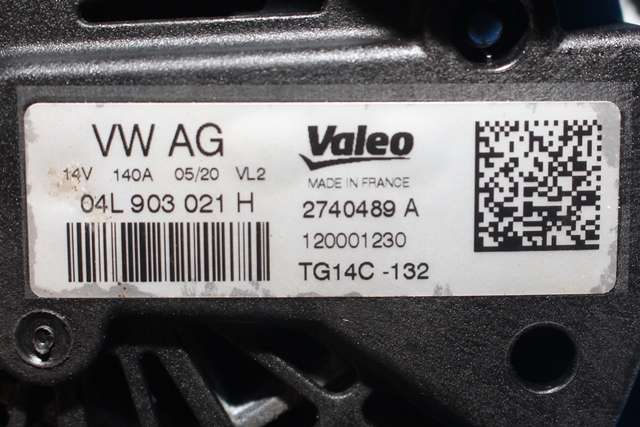 VW AG
14V 140A 05/20 VL2
04L 903 021 H
Valeo
MADE IN FRANCE
2740489 A
120001230
TG14C -132